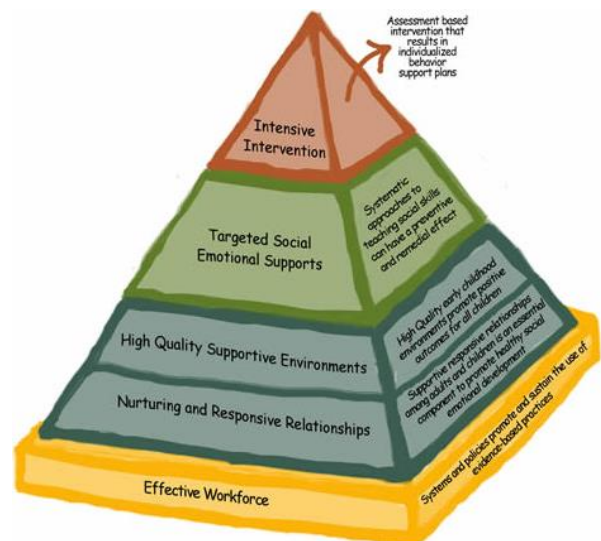 Assessment based
intervention that
results in
individualized
behavior
support plans
Intensive
Intervention
Targeted Social
Emotional Supports
Systematic
approaches to
teaching social skills
can have a preventive
and remedial effect
High Quality Supportive Environments
High Quality early childhood
environments promote positive
outcomes for all children
Nurturing and Responsive Relationships
Supportive responsive relationships
among adults and children is an essential
component to promote healthy social
emotional development
Effective Workforce
Systems and policies promote and sustain the use of
evidence-based practices